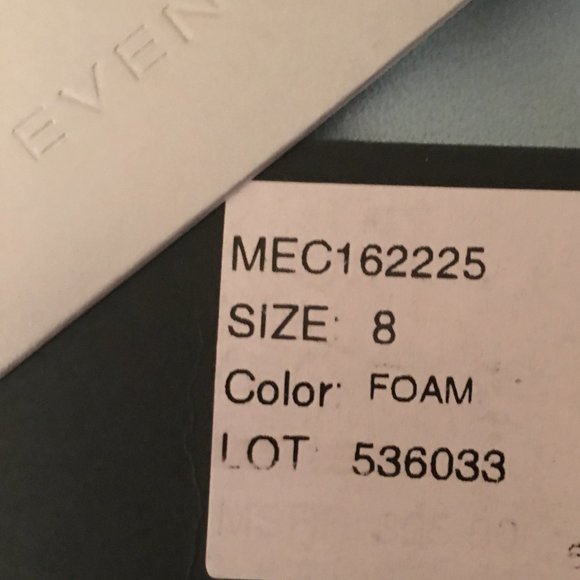 EVEN
MEC162225
SIZE: 8
Color: FOAM
LOT: 536033